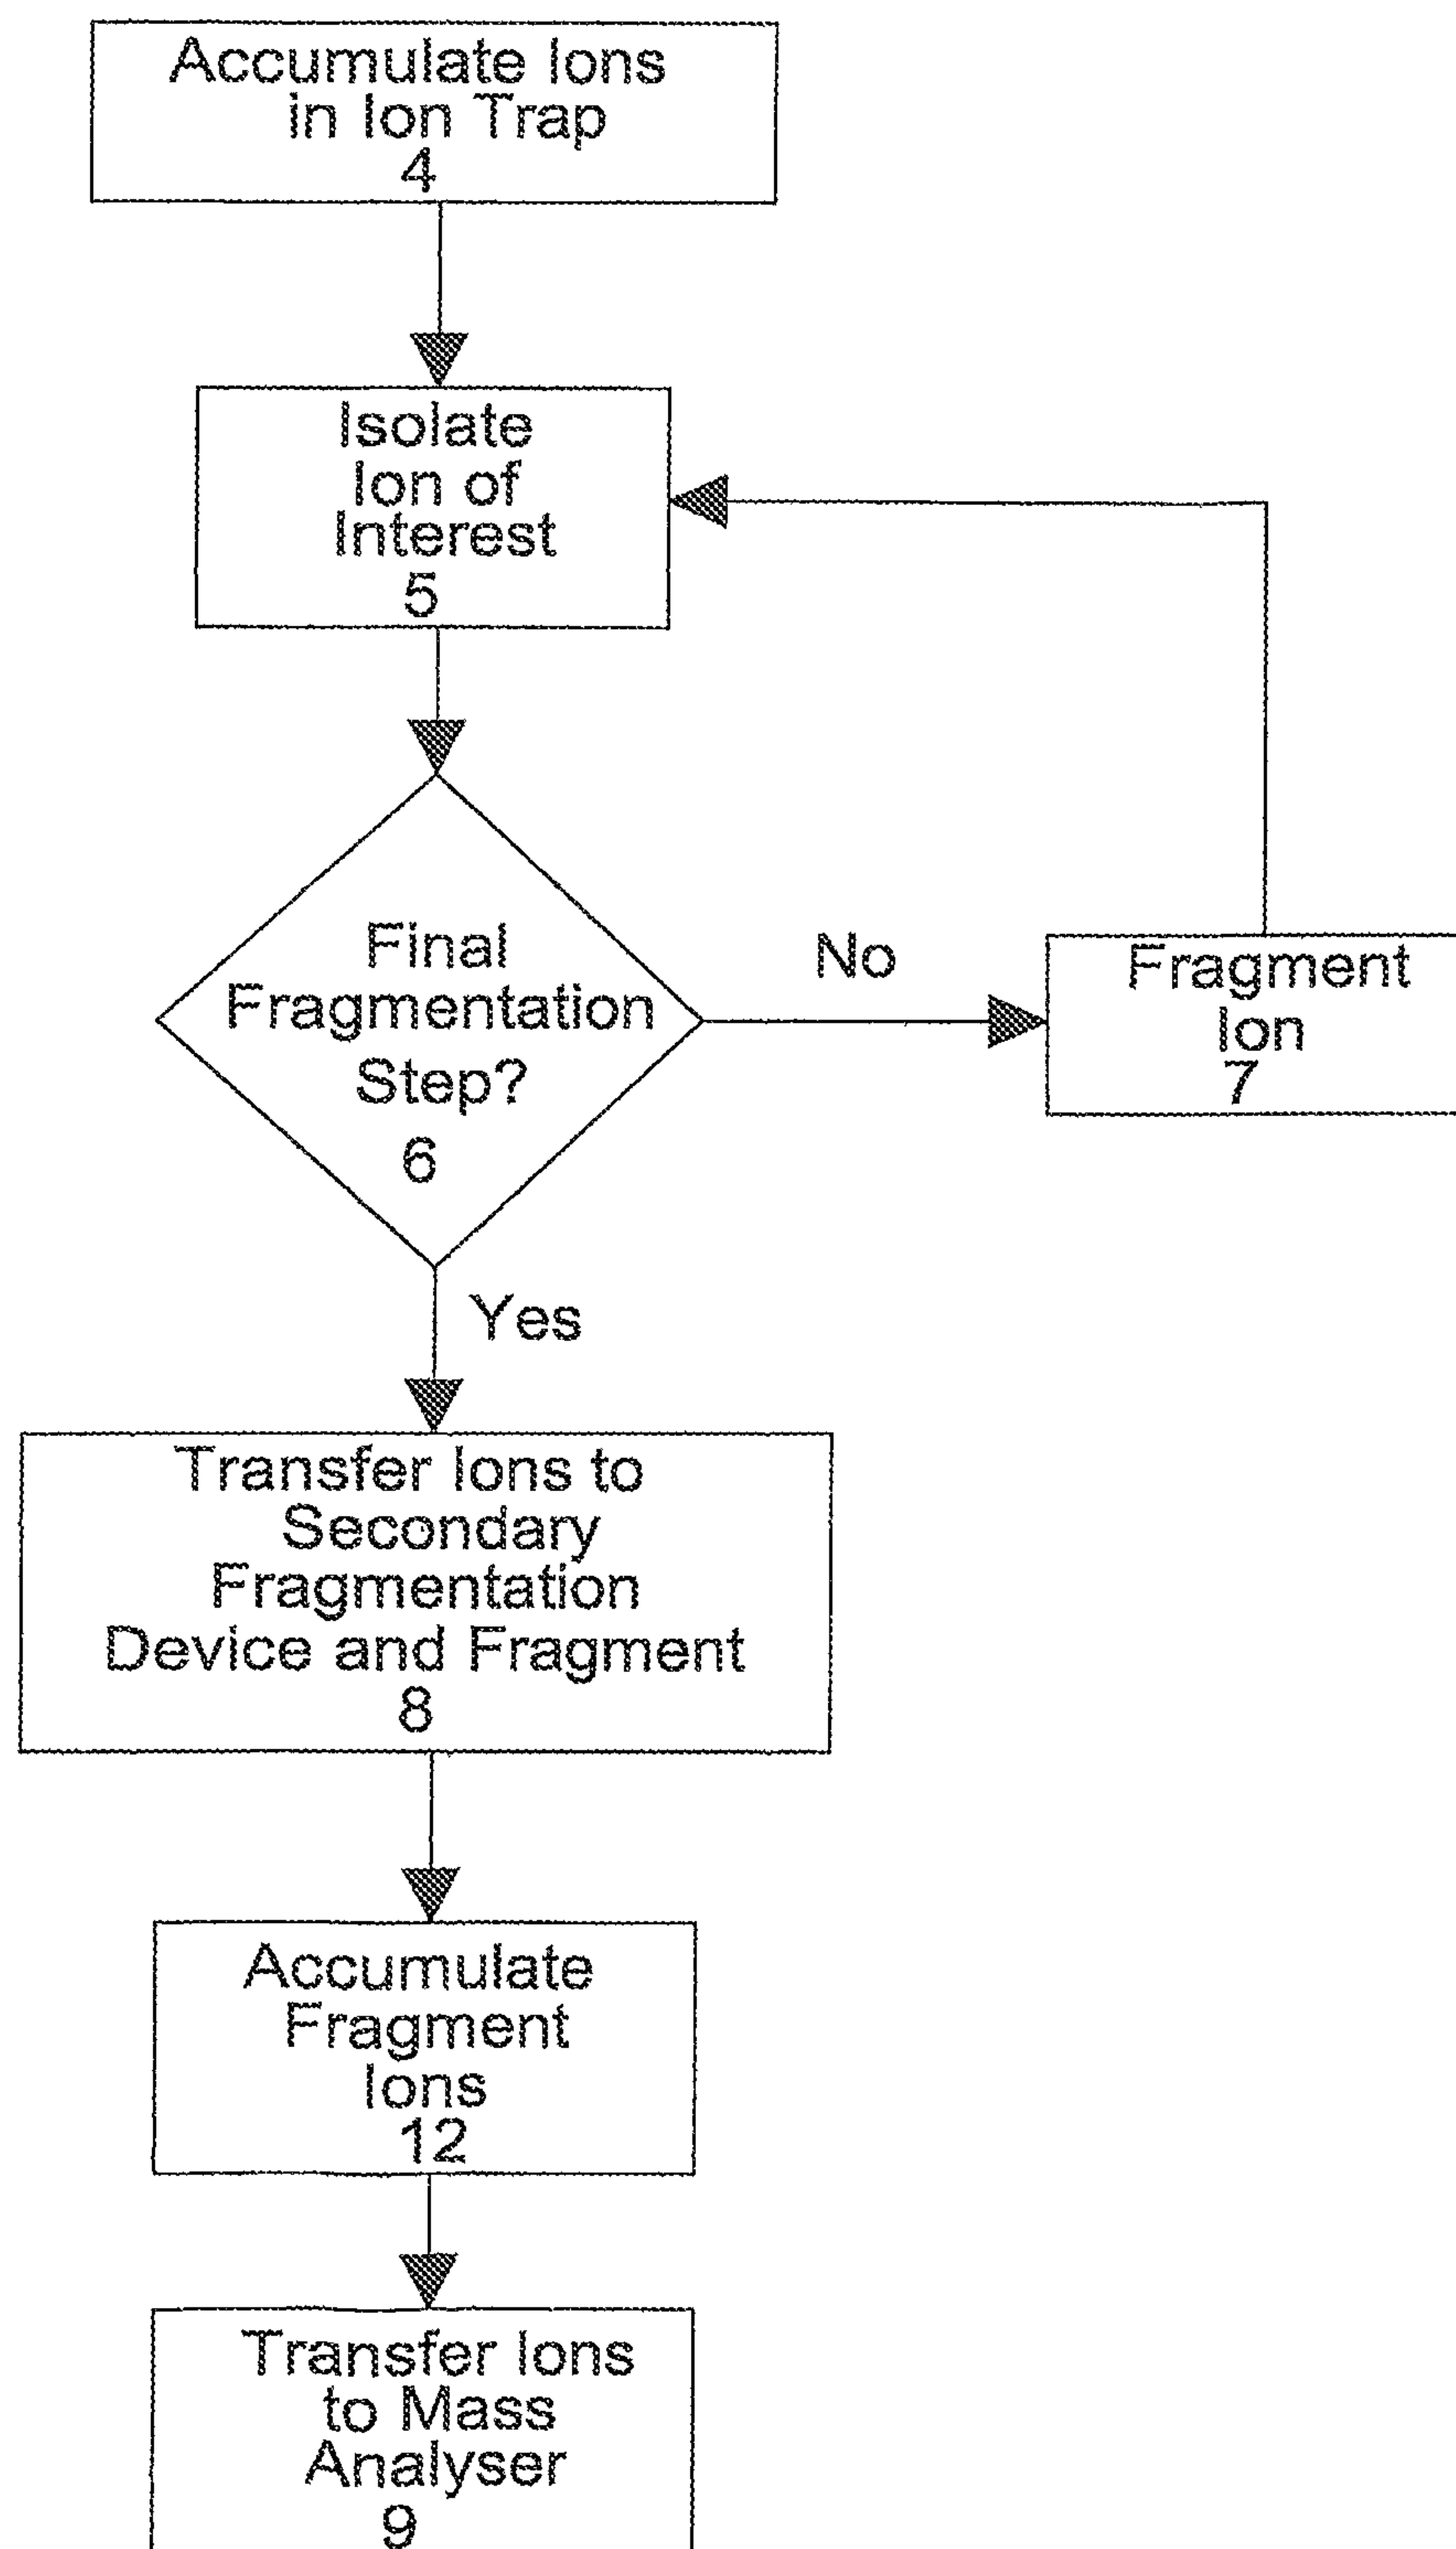 Accumulate Ions
in Ion Trap
4
Isolate
Ion of
Interest
5
Final
Fragmentation
Step?
6
No
Fragment
Ion
7
Yes
Transfer Ions to
Secondary
Fragmentation
Device and Fragment
8
Accumulate
Fragment
Ions
12
Transfer Ions
to Mass
Analyser
9